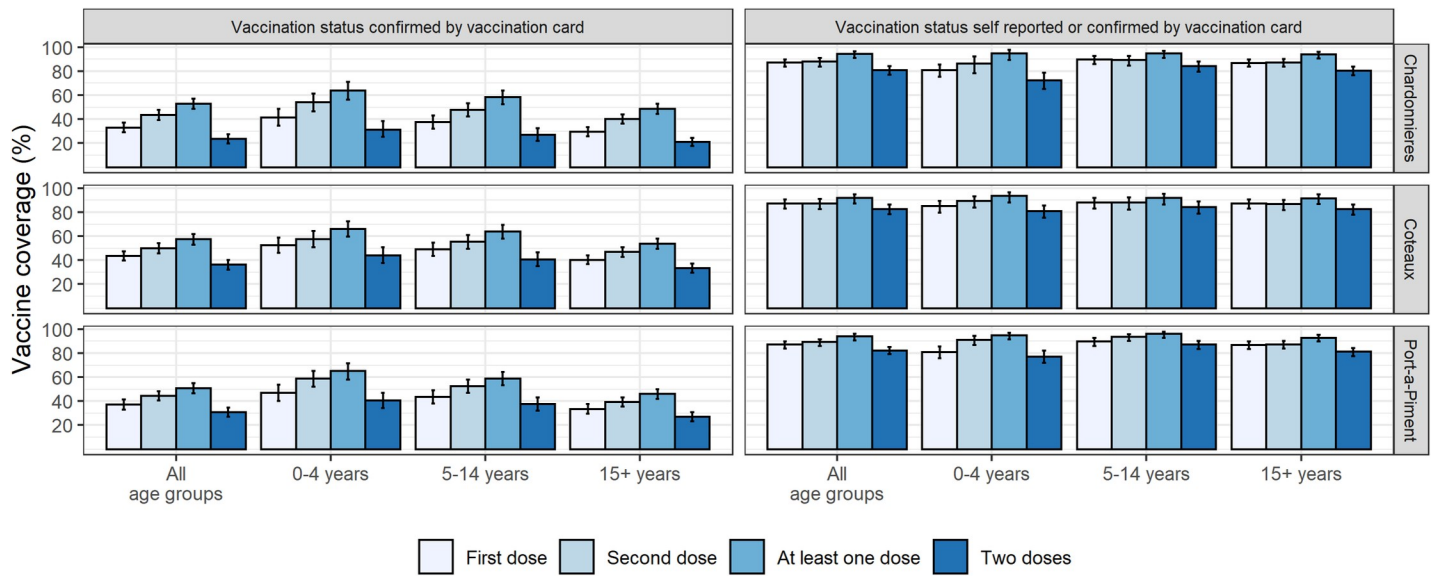 Vaccination status confirmed by vaccination card
Vaccination status self reported or confirmed by vaccination card
Vaccine coverage (%)
100
80
60
40
20
Chardonnieres
100
80
60
40
20
Coteaux
100
80
60
40
20
Port-a-Piment
All
age groups
0-4 years
5-14 years
15+ years
All
age groups
0-4 years
5-14 years
15+ years
First dose
Second dose
At least one dose
Two doses